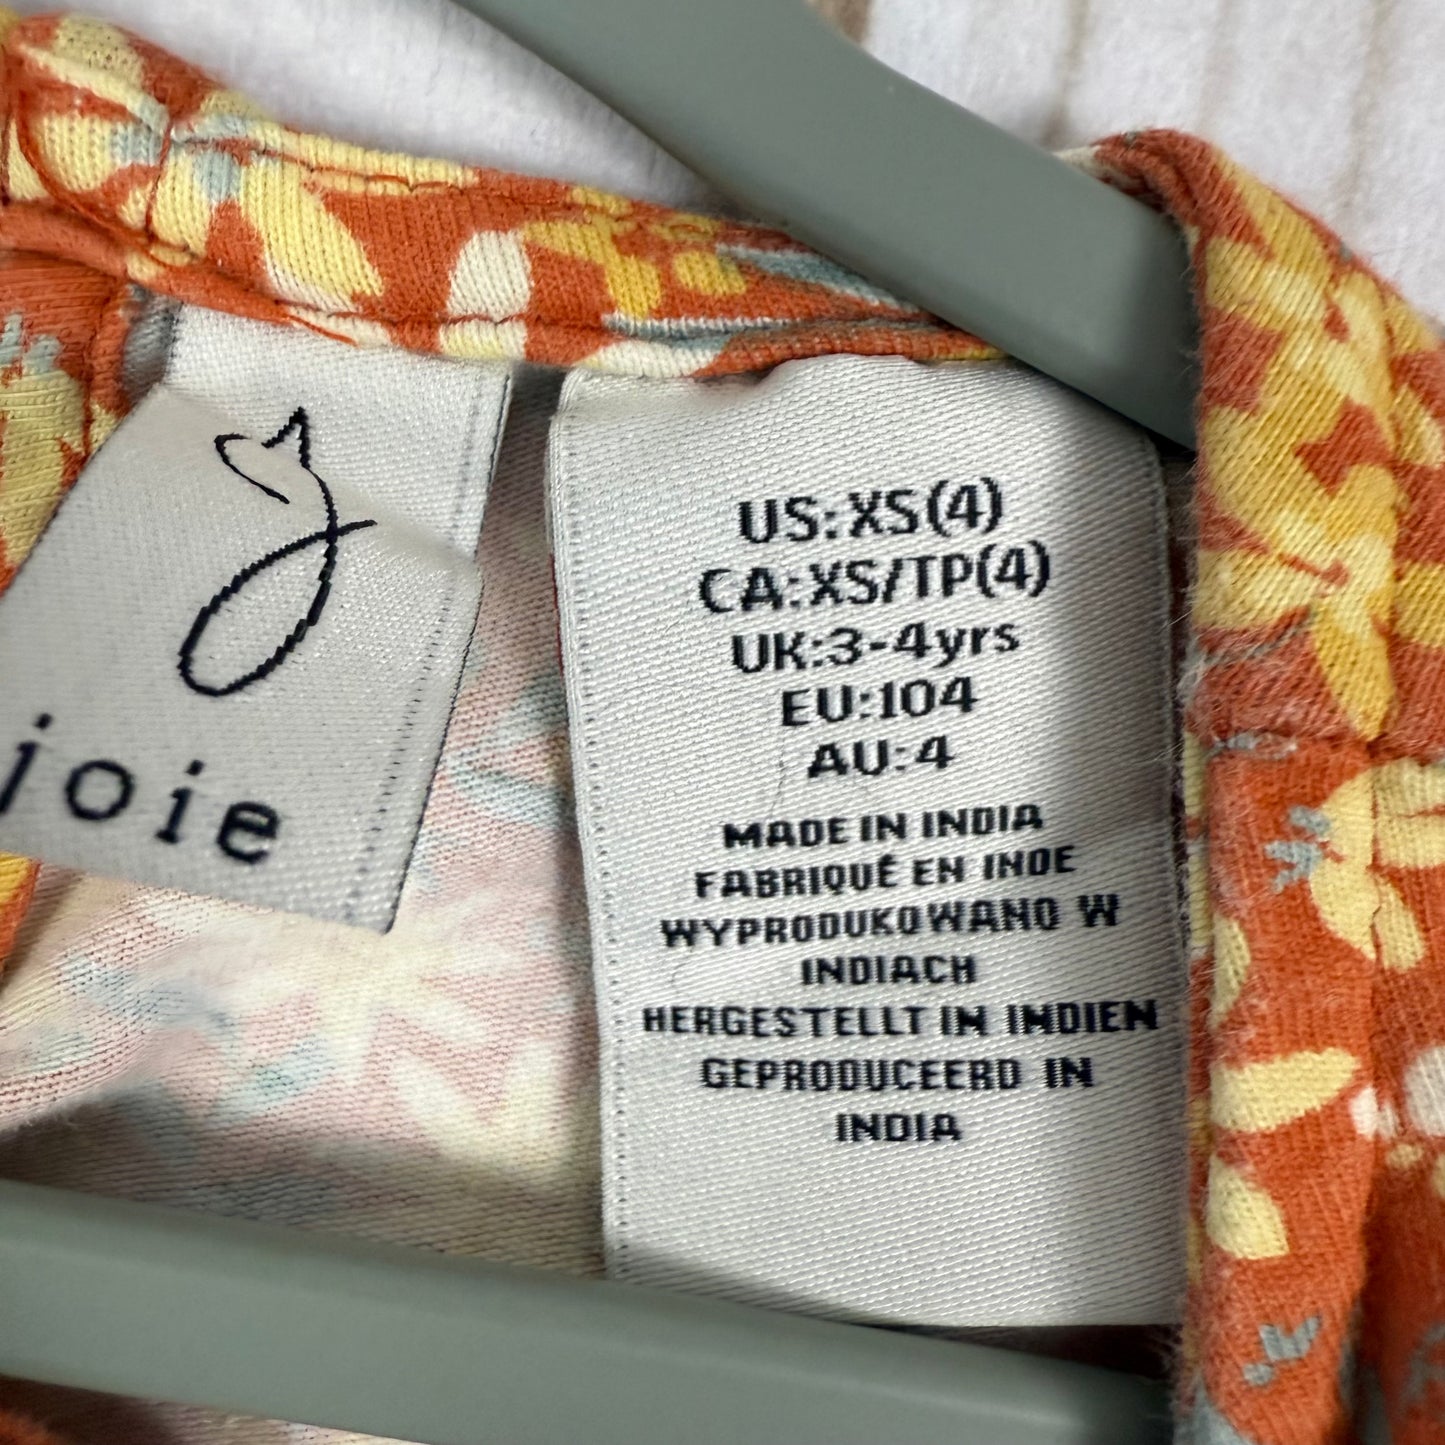 joie
US:XS(4)
CA:XS/TP(4)
UK:3-4yrs
EU:104
AU:4
MADE IN INDIA
FABRIQUÉ EN INDE
WYPRODUKOWANO W
INDIACH
HERGESTELLT IN INDIEN
GEPRODUCEERD IN
INDIA